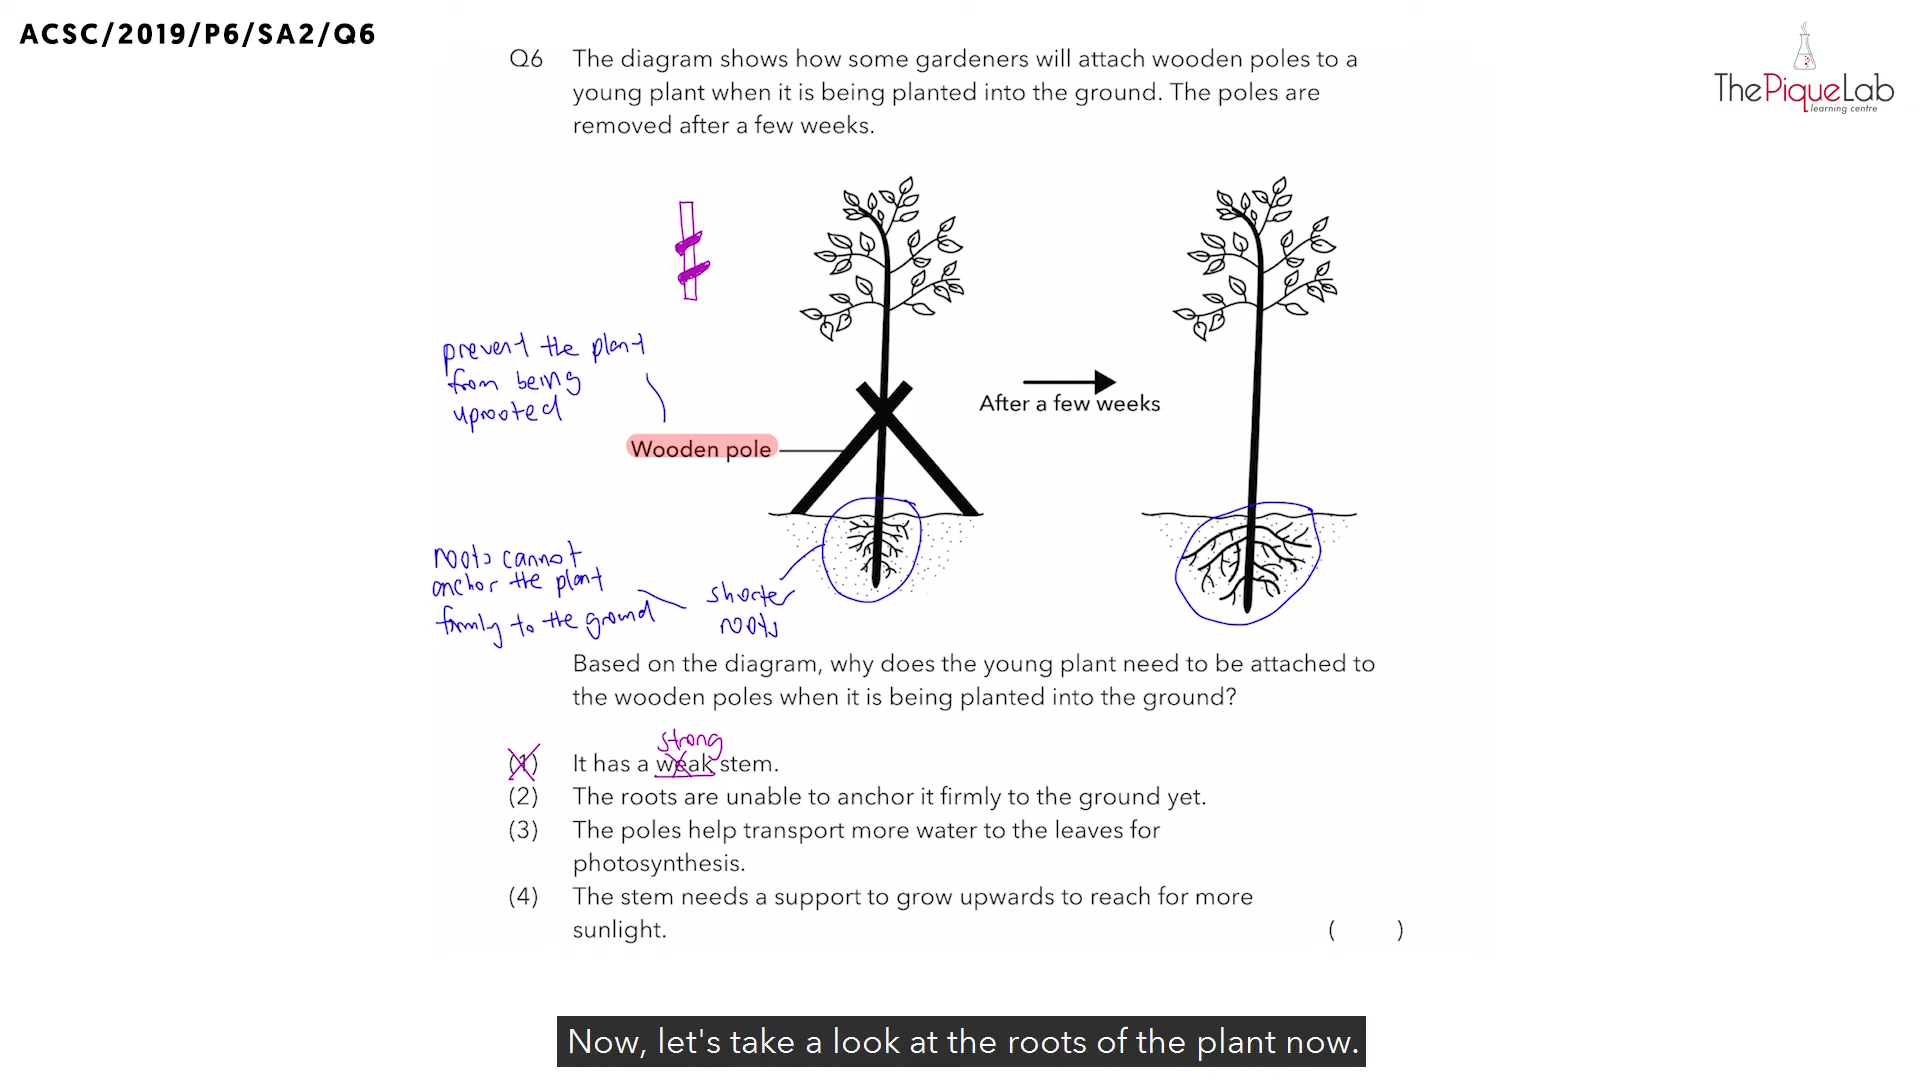 ACSC/2019/P6/SA2/Q6
ThePiqueLab
learning centre
Q6 The diagram shows how some gardeners will attach wooden poles to a
young plant when it is being planted into the ground. The poles are
removed after a few weeks.
prevent the plant
from being
uprooted
After a few weeks
Wooden pole
roots cannot
anchor the plant
firmly to the ground
shorter
roots
Based on the diagram, why does the young plant need to be attached to
the wooden poles when it is being planted into the ground?
strong
(1) It has a weak stem.
(2) The roots are unable to anchor it firmly to the ground yet.
(3) The poles help transport more water to the leaves for
photosynthesis.
(4) The stem needs a support to grow upwards to reach for more
sunlight. ( )
Now, let's take a look at the roots of the plant now.